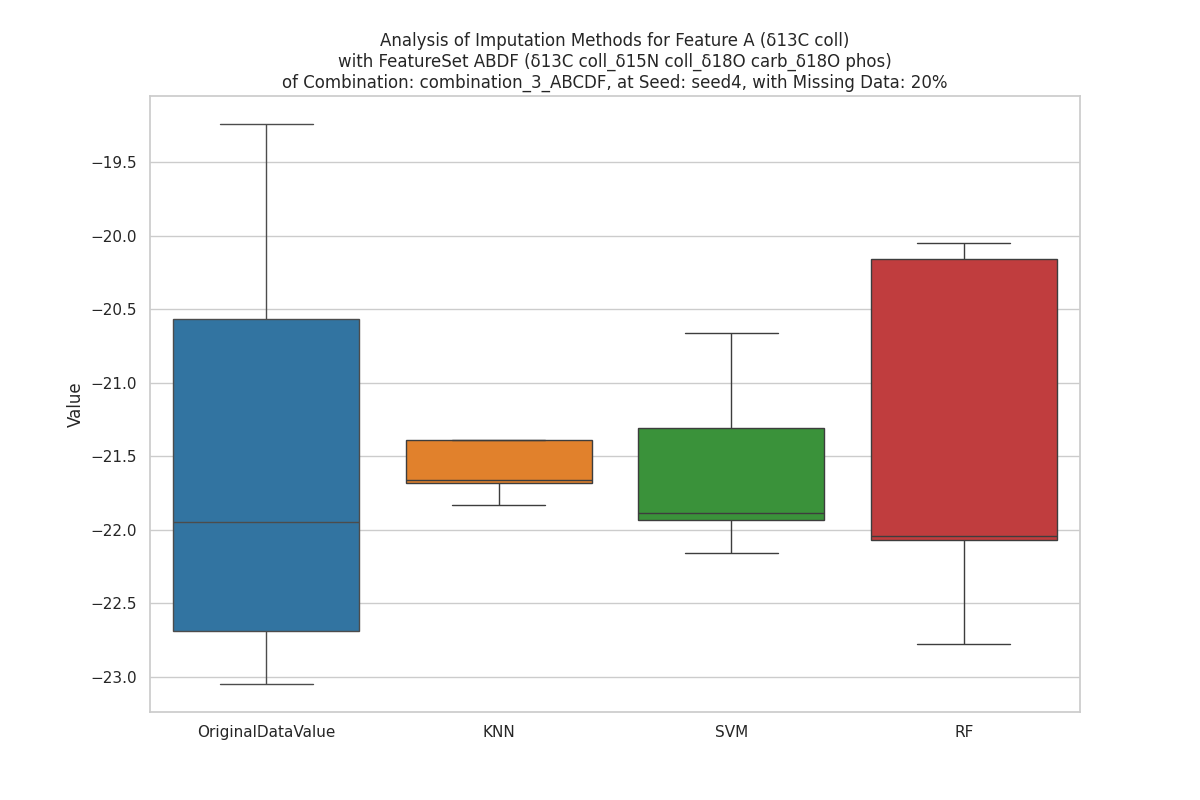 Analysis of Imputation Methods for Feature A (δ13C coll)
with FeatureSet ABDF (δ13C coll_δ15N coll_δ18O carb_δ18O phos)
of Combination: combination_3_ABCDF, at Seed: seed4, with Missing Data: 20%
−19.5
−20.0
−20.5
−21.0
−21.5
−22.0
−22.5
−23.0
Value
OriginalDataValue
KNN
SVM
RF